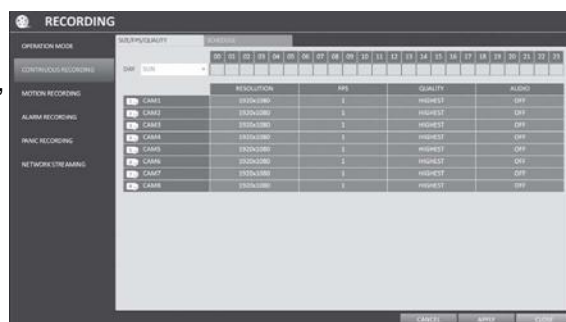 RECORDING
SIZE/FPS/QUALITY SCHEDULE
OPERATION MODE
CONTINUOUS RECORDING
MOTION RECORDING
ALARM RECORDING
PANIC RECORDING
NETWORK STREAMING
00 01 02 03 04 05 06 07 08 09 10 11 12 13 14 15 16 17 18 19 20 21 22 23
DAY SUN
RESOLUTION FPS QUALITY AUDIO
CAM1 1920x1080 1 HIGHEST OFF
CAM2 1920x1080 1 HIGHEST OFF
CAM3 1920x1080 1 HIGHEST OFF
CAM4 1920x1080 1 HIGHEST OFF
CAM5 1920x1080 1 HIGHEST OFF
CAM6 1920x1080 1 HIGHEST OFF
CAM7 1920x1080 1 HIGHEST OFF
CAM8 1920x1080 1 HIGHEST OFF
CANCEL APPLY CLOSE